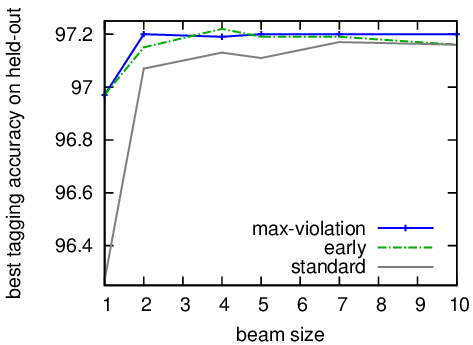 best tagging accuracy on held-out
97.2
97
96.8
96.6
96.4
max-violation
early
standard
1 2 3 4 5 6 7 8 9 10
beam size